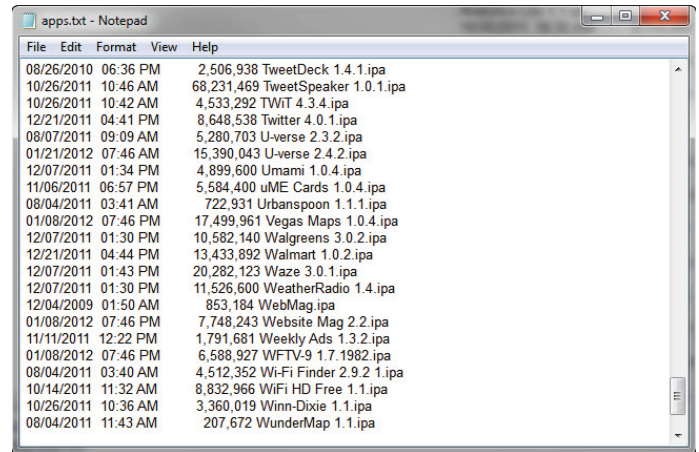 apps.txt - Notepad
File Edit Format View Help
08/26/2010 06:36 PM 2,506,938 TweetDeck 1.4.1.ipa
10/26/2011 10:46 AM 68,231,469 TweetSpeaker 1.0.1.ipa
10/26/2011 10:42 AM 4,533,292 TWiT 4.3.4.ipa
12/21/2011 04:41 PM 8,648,538 Twitter 4.0.1.ipa
08/07/2011 09:09 AM 5,280,703 U-verse 2.3.2.ipa
01/21/2012 07:46 AM 15,390,043 U-verse 2.4.2.ipa
12/07/2011 01:34 PM 4,899,600 Umami 1.0.4.ipa
11/06/2011 06:57 PM 5,584,400 uME Cards 1.0.4.ipa
08/04/2011 03:41 AM 722,931 Urbanspoon 1.1.1.ipa
01/08/2012 07:46 PM 17,499,961 Vegas Maps 1.0.4.ipa
12/07/2011 01:30 PM 10,582,140 Walgreens 3.0.2.ipa
12/21/2011 04:44 PM 13,433,892 Walmart 1.0.2.ipa
12/07/2011 01:43 PM 20,282,123 Waze 3.0.1.ipa
12/07/2011 01:30 PM 11,526,600 WeatherRadio 1.4.ipa
12/04/2009 01:50 AM 853,184 WebMag.ipa
01/08/2012 07:46 PM 7,748,243 Website Mag 2.2.ipa
11/11/2011 12:22 PM 1,791,681 Weekly Ads 1.3.2.ipa
01/08/2012 07:46 PM 6,588,927 WFTV-9 1.7.1982.ipa
08/04/2011 03:40 AM 4,512,352 Wi-Fi Finder 2.9.2 1.ipa
10/14/2011 11:32 AM 8,832,966 WiFi HD Free 1.1.ipa
10/26/2011 10:36 AM 3,360,019 Winn-Dixie 1.1.ipa
08/04/2011 11:43 AM 207,672 WunderMap 1.1.ipa